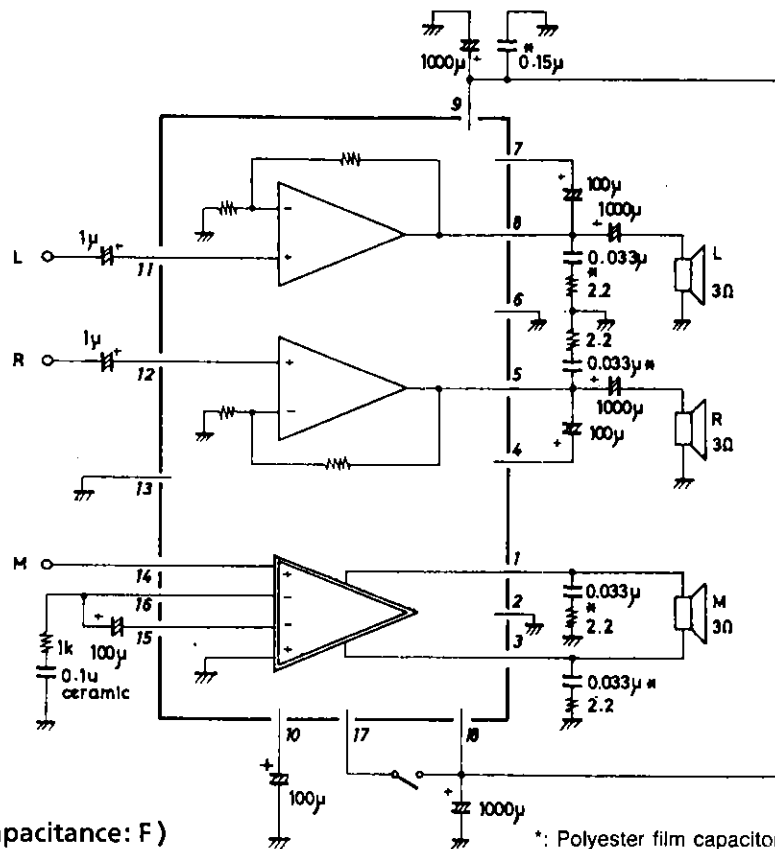 1000μ +
* 0.15μ
9
7
+ 100μ
1000μ
8 +
L 1μ + 11
0.033μ
*
2.2
L
3Ω
6
R 1μ + 12
2.2
0.033μ*
5 +
1000μ
100μ
+
4
R
3Ω
- +
+ -
13
M 14
1
0.033μ
*
2.2
M
3Ω
16
2
+ 100μ 15
3
+ - - +
1k
0.1u
ceramic
0.033μ*
2.2
10 17 18
+ 100μ
+ 1000μ
apacitance: F)
*: Polyester film capacitor